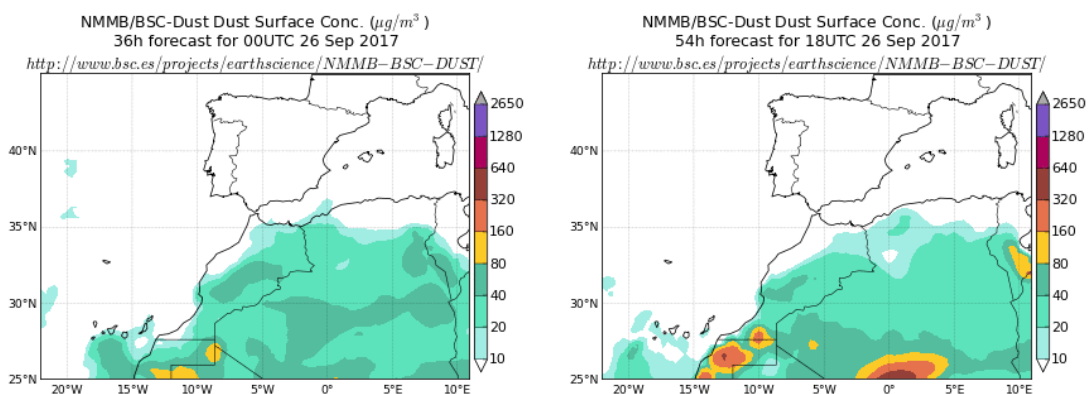 NMMB/BSC-Dust Dust Surface Conc. (μg/m³ )
36h forecast for 00UTC 26 Sep 2017
http://www.bsc.es/projects/earthscience/NMMB−BSC−DUST/
2650
1280
640
320
160
80
40
20
10
40°N
35°N
30°N
25°N
20°W 15°W 10°W 5°W 0° 5°E 10°E
NMMB/BSC-Dust Dust Surface Conc. (μg/m³ )
54h forecast for 18UTC 26 Sep 2017
http://www.bsc.es/projects/earthscience/NMMB−BSC−DUST/
2650
1280
640
320
160
80
40
20
10
40°N
35°N
30°N
25°N
20°W 15°W 10°W 5°W 0° 5°E 10°E